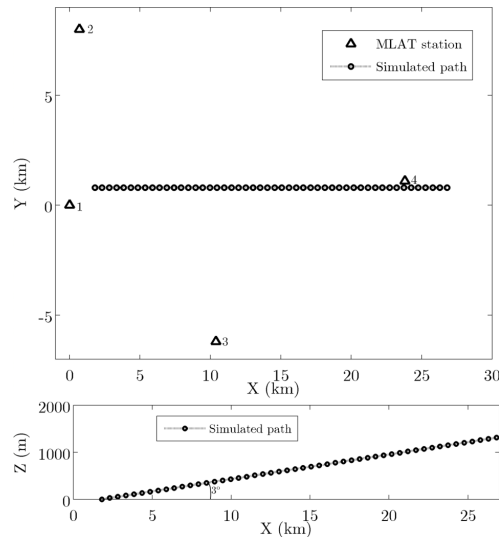 2
MLAT station
Simulated path
5
Y (km)
4
0
1
-5
3
0 5 10 15 20 25 30
X (km)
2000
Simulated path
Z (m)
1000
3°
0
0 5 10 15 20 25
X (km)